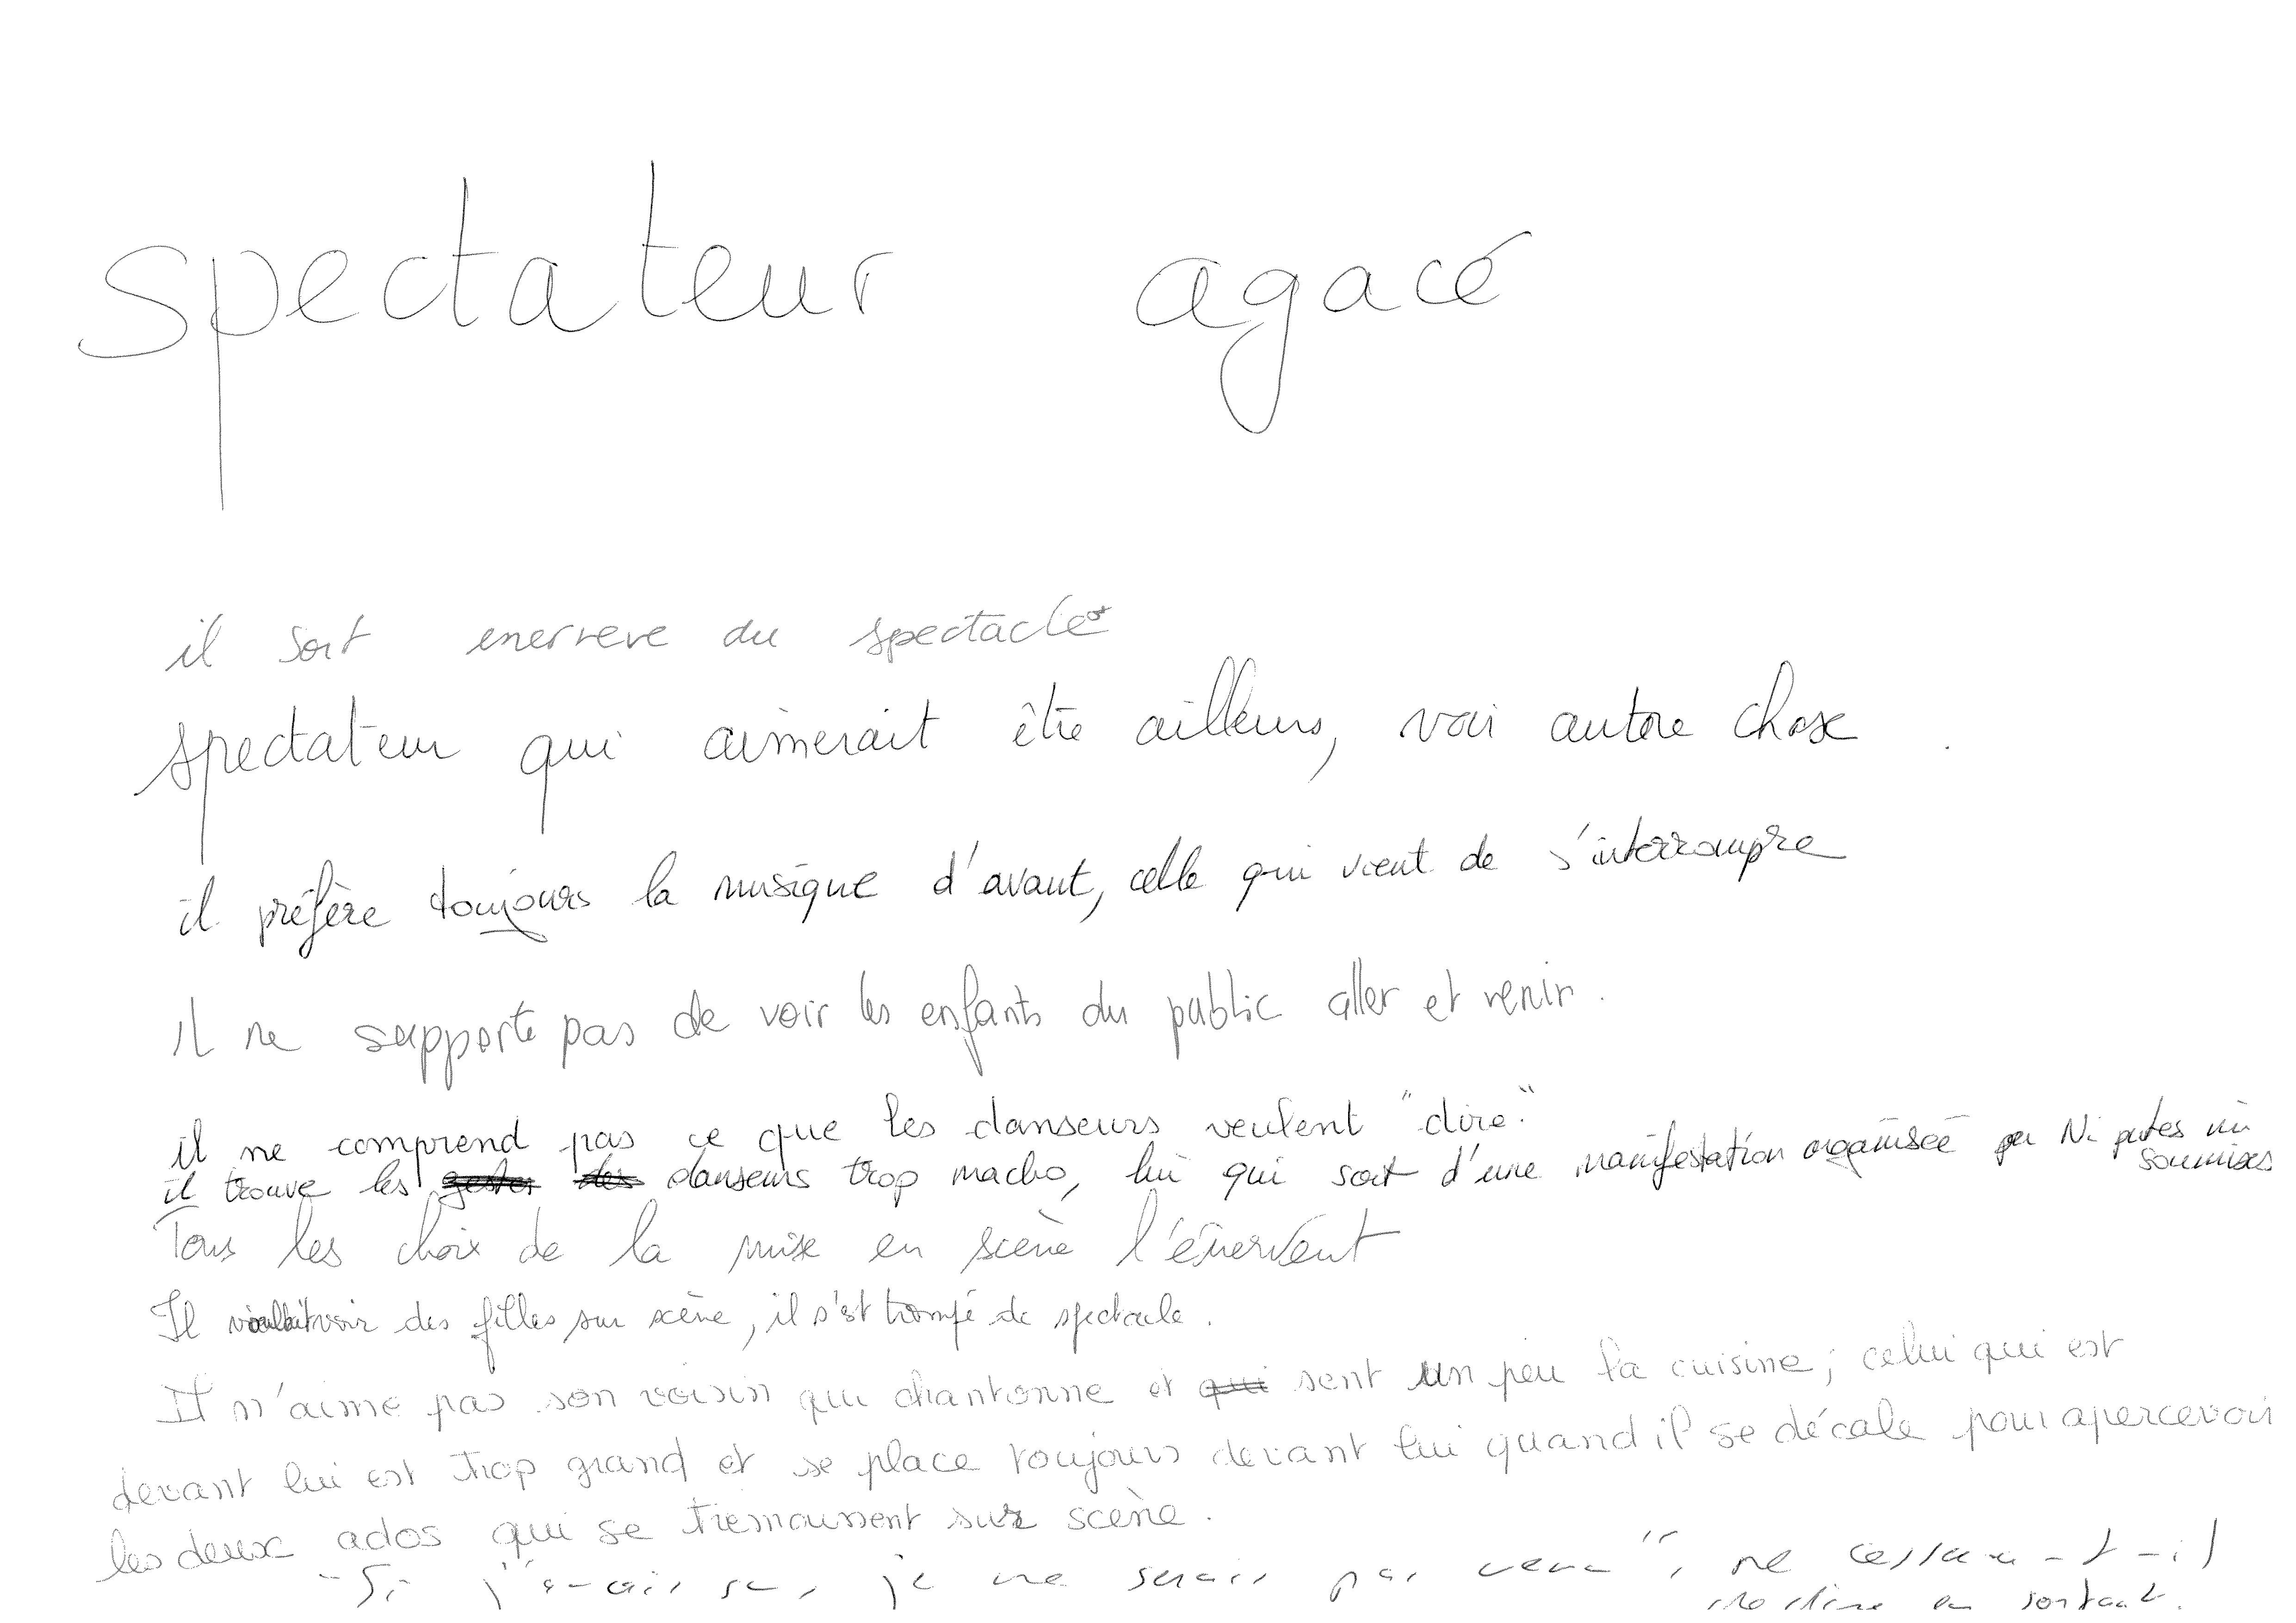 spectateur agacé
il sort enerreve du spectacle
spectateur qui aimerait être ailleurs, voir autre chose .
il préfère toujours la musique d'avant, celle qui vient de s'interrompre
il ne supporte pas de voir les enfants du public aller et venir.
il ne comprend pas ce que les danseurs veulent "dire."
il trouve les gestes des danseurs trop macho, lui qui sort d'une manifestation organisée par Ni putes ni
soumises
Tous les choix de la mise en scène l'énervent
Il voulait voir des filles sur scène, il s'est trompé de spectacle.
Il n'aime pas son voisin qui chantonne et qui sent un peu la cuisine; celui qui est
devant lui est trop grand et se place toujours devant lui quand il se décale pour apercevoir
les deux ados qui se trémoussent sur scène.
"Si j'avais su, je ne serais pas venu", ne cessera-t-il
de dire en sortant.